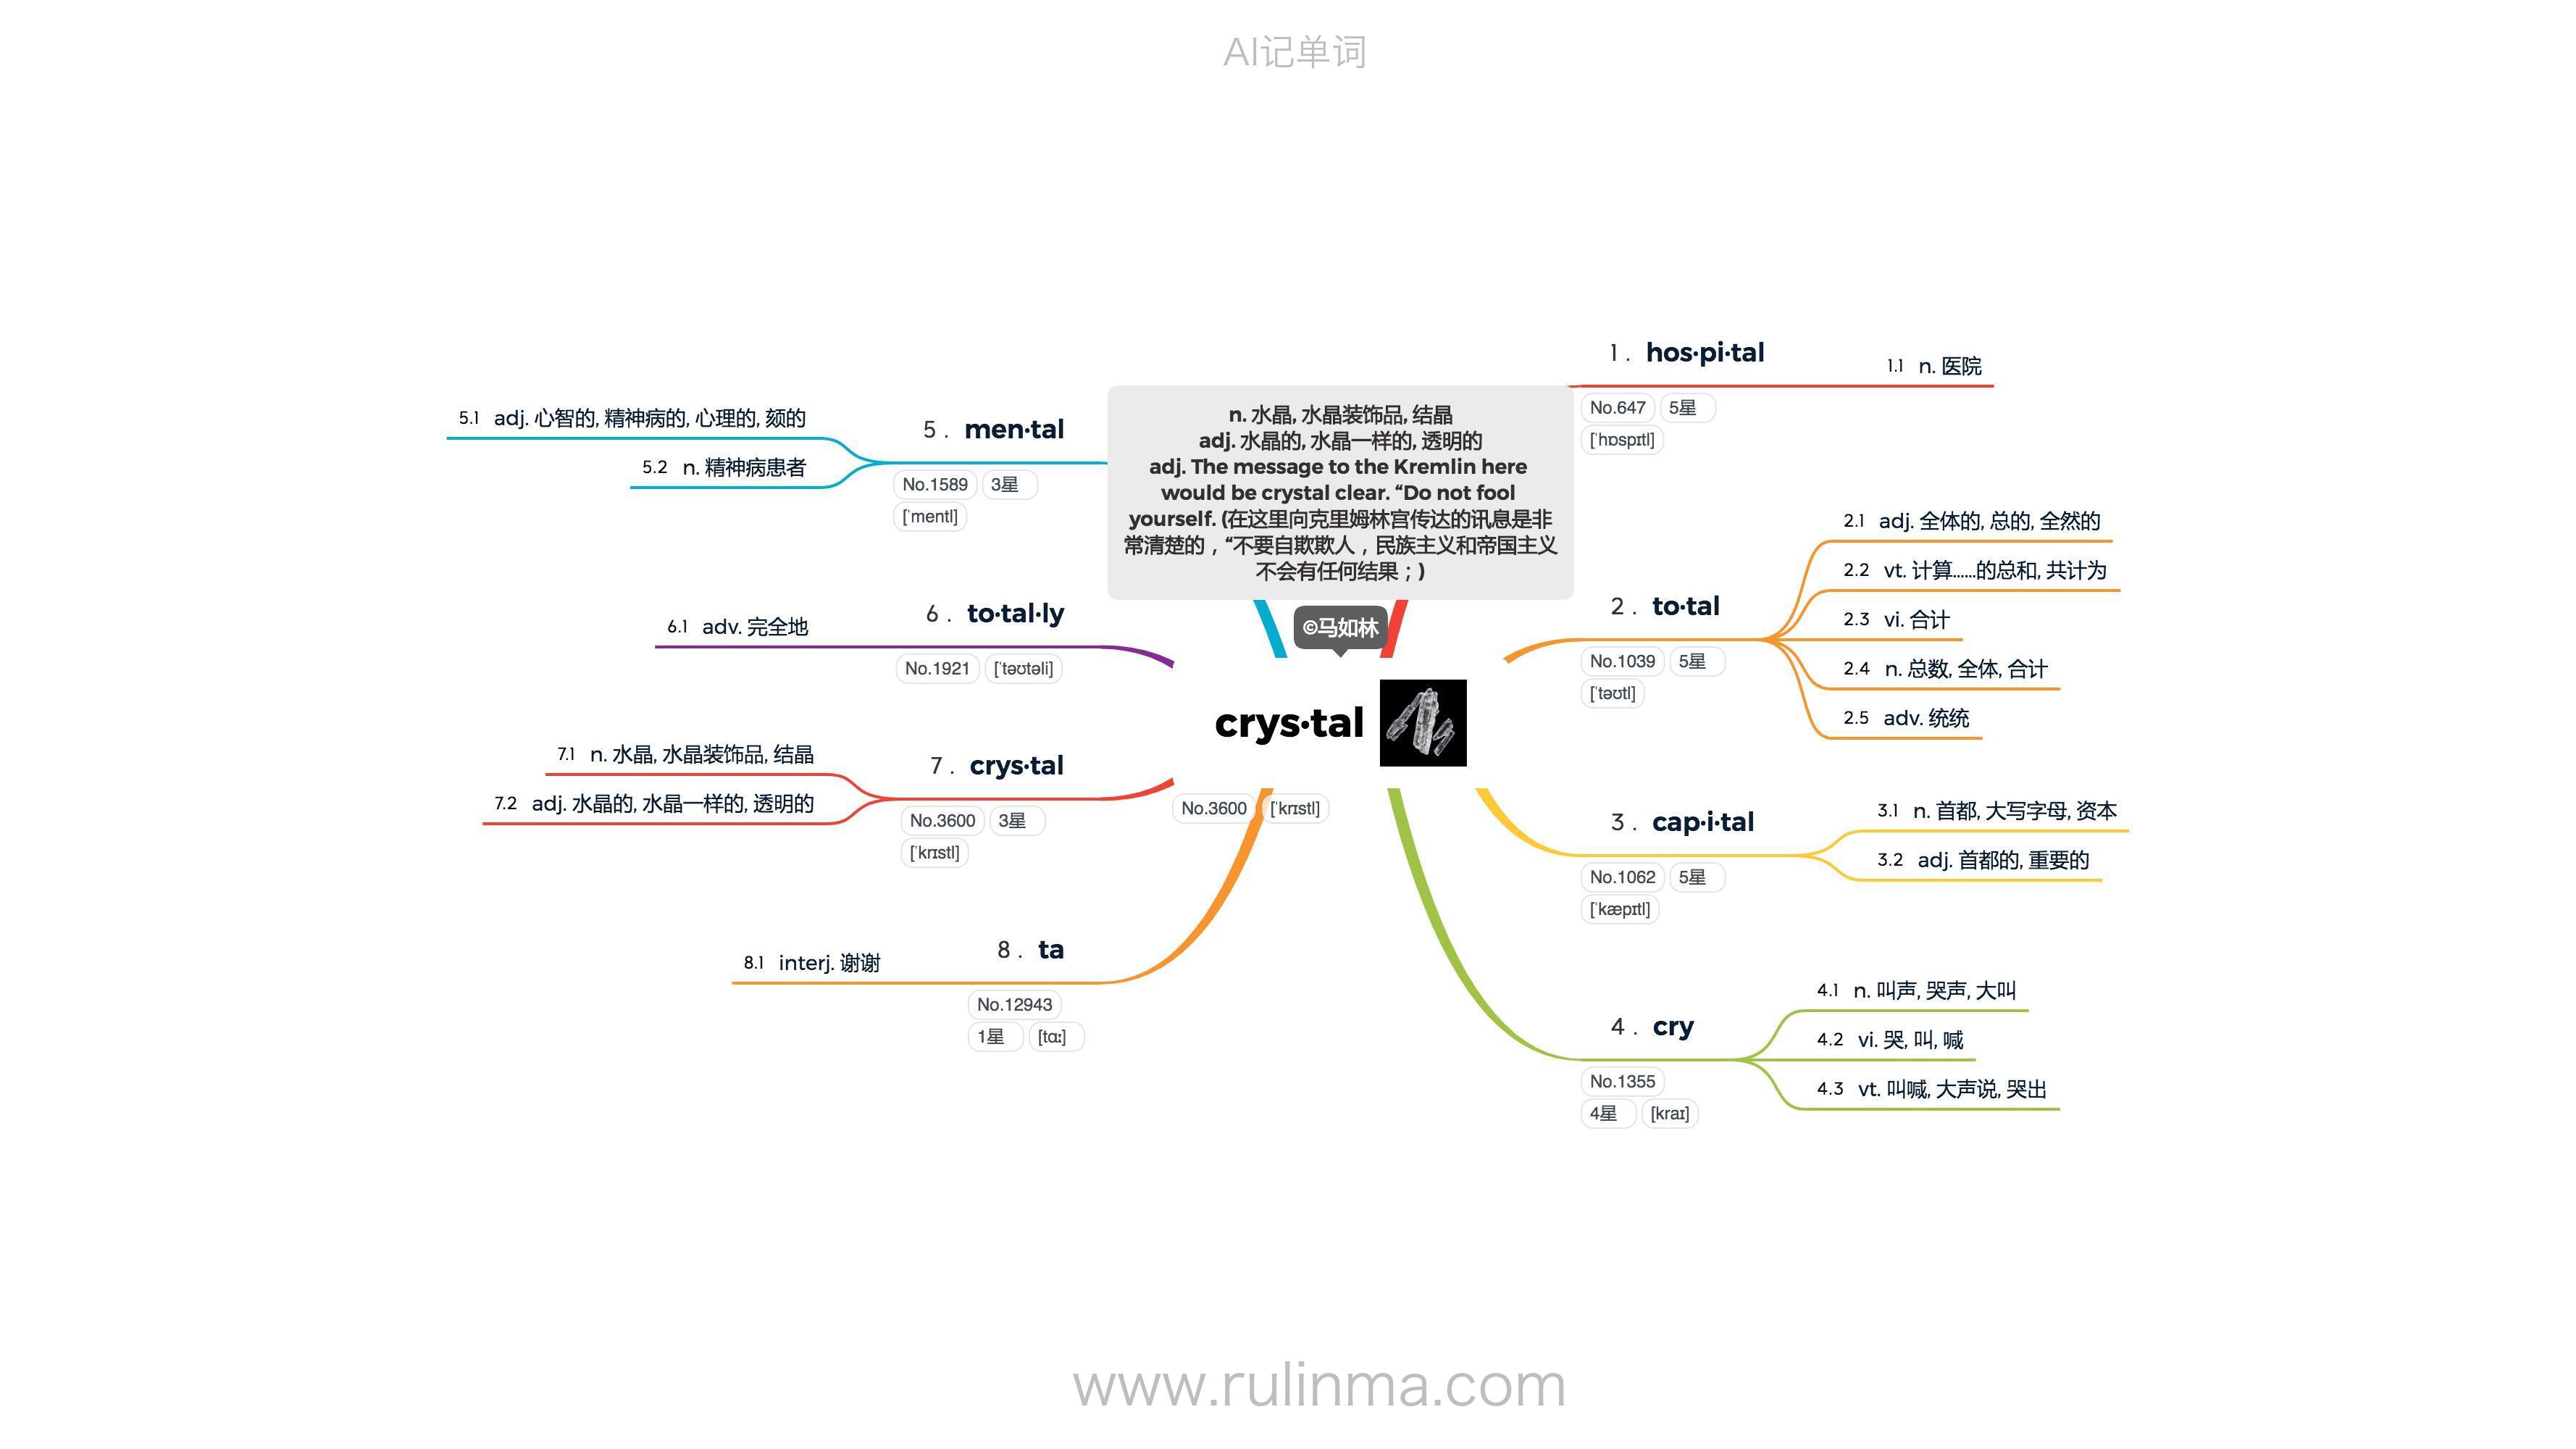 AI记单词
n. 水晶, 水晶装饰品, 结晶
adj. 水晶的, 水晶一样的, 透明的
adj. The message to the Kremlin here
would be crystal clear. “Do not fool
yourself. (在这里向克里姆林宫传达的讯息是非
常清楚的，“不要自欺欺人，民族主义和帝国主义
不会有任何结果；)
©马如林
crys·tal
No.3600 [ˈkrɪstl]
1 . hos·pi·tal
No.647 5星
[ˈhɒspɪtl]
1.1 n. 医院
2 . to·tal
No.1039 5星
[ˈtəʊtl]
2.1 adj. 全体的, 总的, 全然的
2.2 vt. 计算……的总和, 共计为
2.3 vi. 合计
2.4 n. 总数, 全体, 合计
2.5 adv. 统统
3 . cap·i·tal
No.1062 5星
[ˈkæpɪtl]
3.1 n. 首都, 大写字母, 资本
3.2 adj. 首都的, 重要的
4 . cry
No.1355
4星 [kraɪ]
4.1 n. 叫声, 哭声, 大叫
4.2 vi. 哭, 叫, 喊
4.3 vt. 叫喊, 大声说, 哭出
5 . men·tal
No.1589 3星
[ˈmentl]
5.1 adj. 心智的, 精神病的, 心理的, 颏的
5.2 n. 精神病患者
6 . to·tal·ly
No.1921 [ˈtəʊtəli]
6.1 adv. 完全地
7 . crys·tal
No.3600 3星
[ˈkrɪstl]
7.1 n. 水晶, 水晶装饰品, 结晶
7.2 adj. 水晶的, 水晶一样的, 透明的
8 . ta
No.12943
1星 [tɑː]
8.1 interj. 谢谢
www.rulinma.com